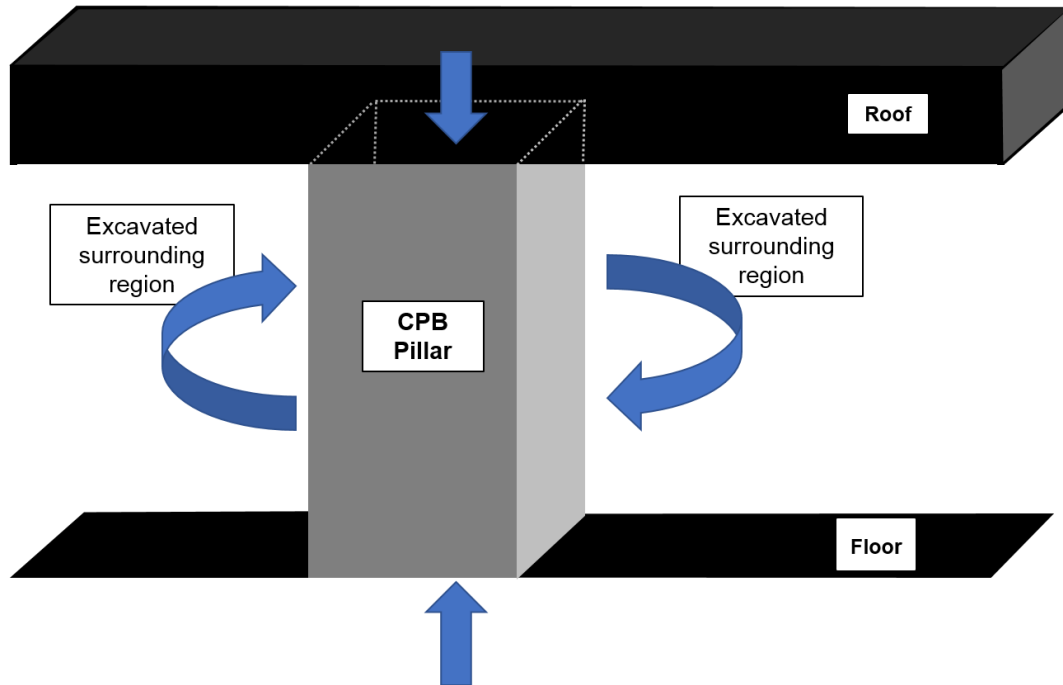 Roof
Excavated
surrounding
region
Excavated
surrounding
region
CPB
Pillar
Floor